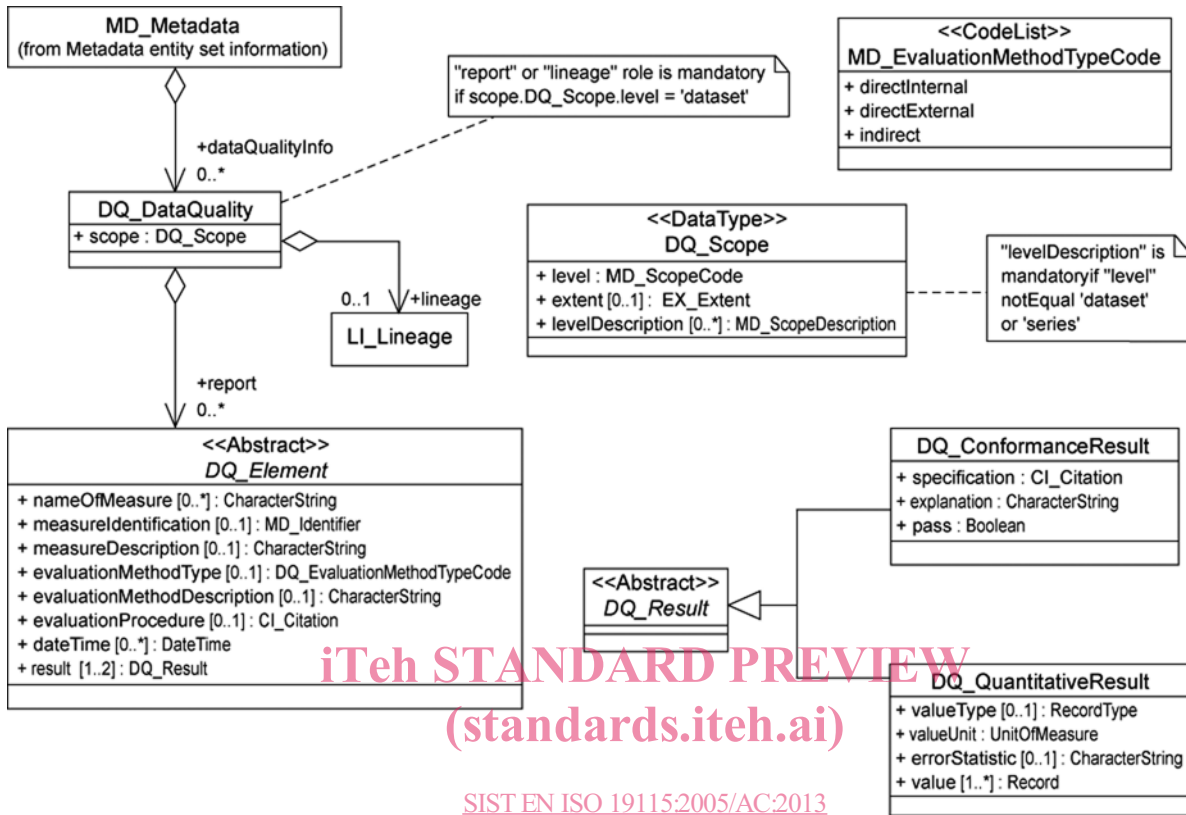 MD_Metadata
(from Metadata entity set information)
"report" or "lineage" role is mandatory
if scope.DQ_Scope.level = 'dataset'
<<CodeList>>
MD_EvaluationMethodTypeCode
+ directInternal
+ directExternal
+ indirect
+dataQualityInfo
0..*
DQ_DataQuality
+ scope : DQ_Scope
0..1
+lineage
LI_Lineage
<<DataType>>
DQ_Scope
+ level : MD_ScopeCode
+ extent [0..1] : EX_Extent
+ levelDescription [0..*] : MD_ScopeDescription
"levelDescription" is
mandatoryif "level"
notEqual 'dataset'
or 'series'
+report
0..*
<<Abstract>>
DQ_Element
+ nameOfMeasure [0..*] : CharacterString
+ measureIdentification [0..1] : MD_Identifier
+ measureDescription [0..1] : CharacterString
+ evaluationMethodType [0..1] : DQ_EvaluationMethodTypeCode
+ evaluationMethodDescription [0..1] : CharacterString
+ evaluationProcedure [0..1] : CI_Citation
+ dateTime [0..*] : DateTime
+ result [1..2] : DQ_Result
<<Abstract>>
DQ_Result
DQ_ConformanceResult
+ specification : CI_Citation
+ explanation : CharacterString
+ pass : Boolean
DQ_QuantitativeResult
+ valueType [0..1] : RecordType
+ valueUnit : UnitOfMeasure
+ errorStatistic [0..1] : CharacterString
+ value [1..*] : Record
iTeh STANDARD PREVIEW
(standards.iteh.ai)
SIST EN ISO 19115:2005/AC:2013